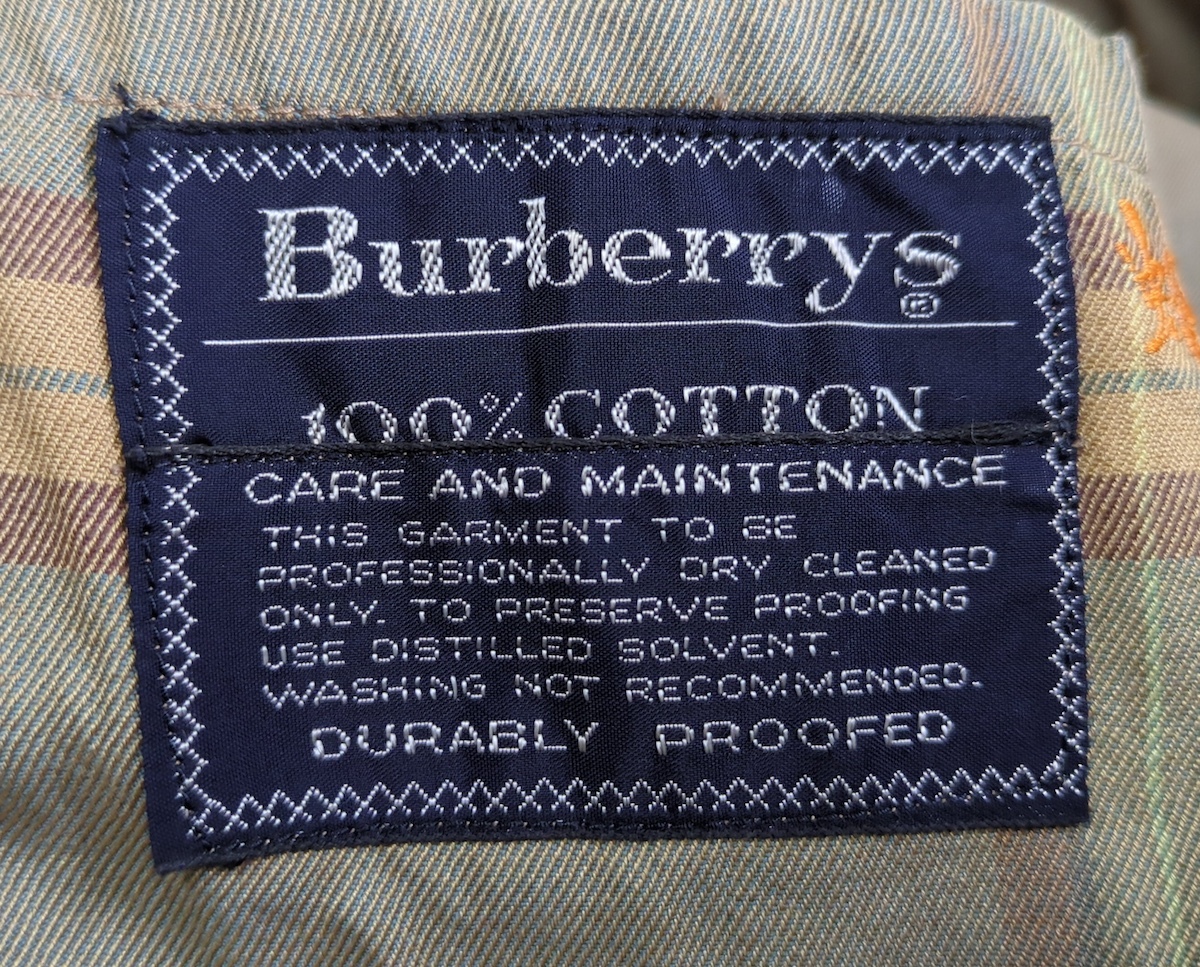 Burberrys®
100% COTTON
CARE AND MAINTENANCE
THIS GARMENT TO BE
PROFESSIONALLY DRY CLEANED
ONLY. TO PRESERVE PROOFING
USE DISTILLED SOLVENT.
WASHING NOT RECOMMENDED.
DURABLY PROOFED